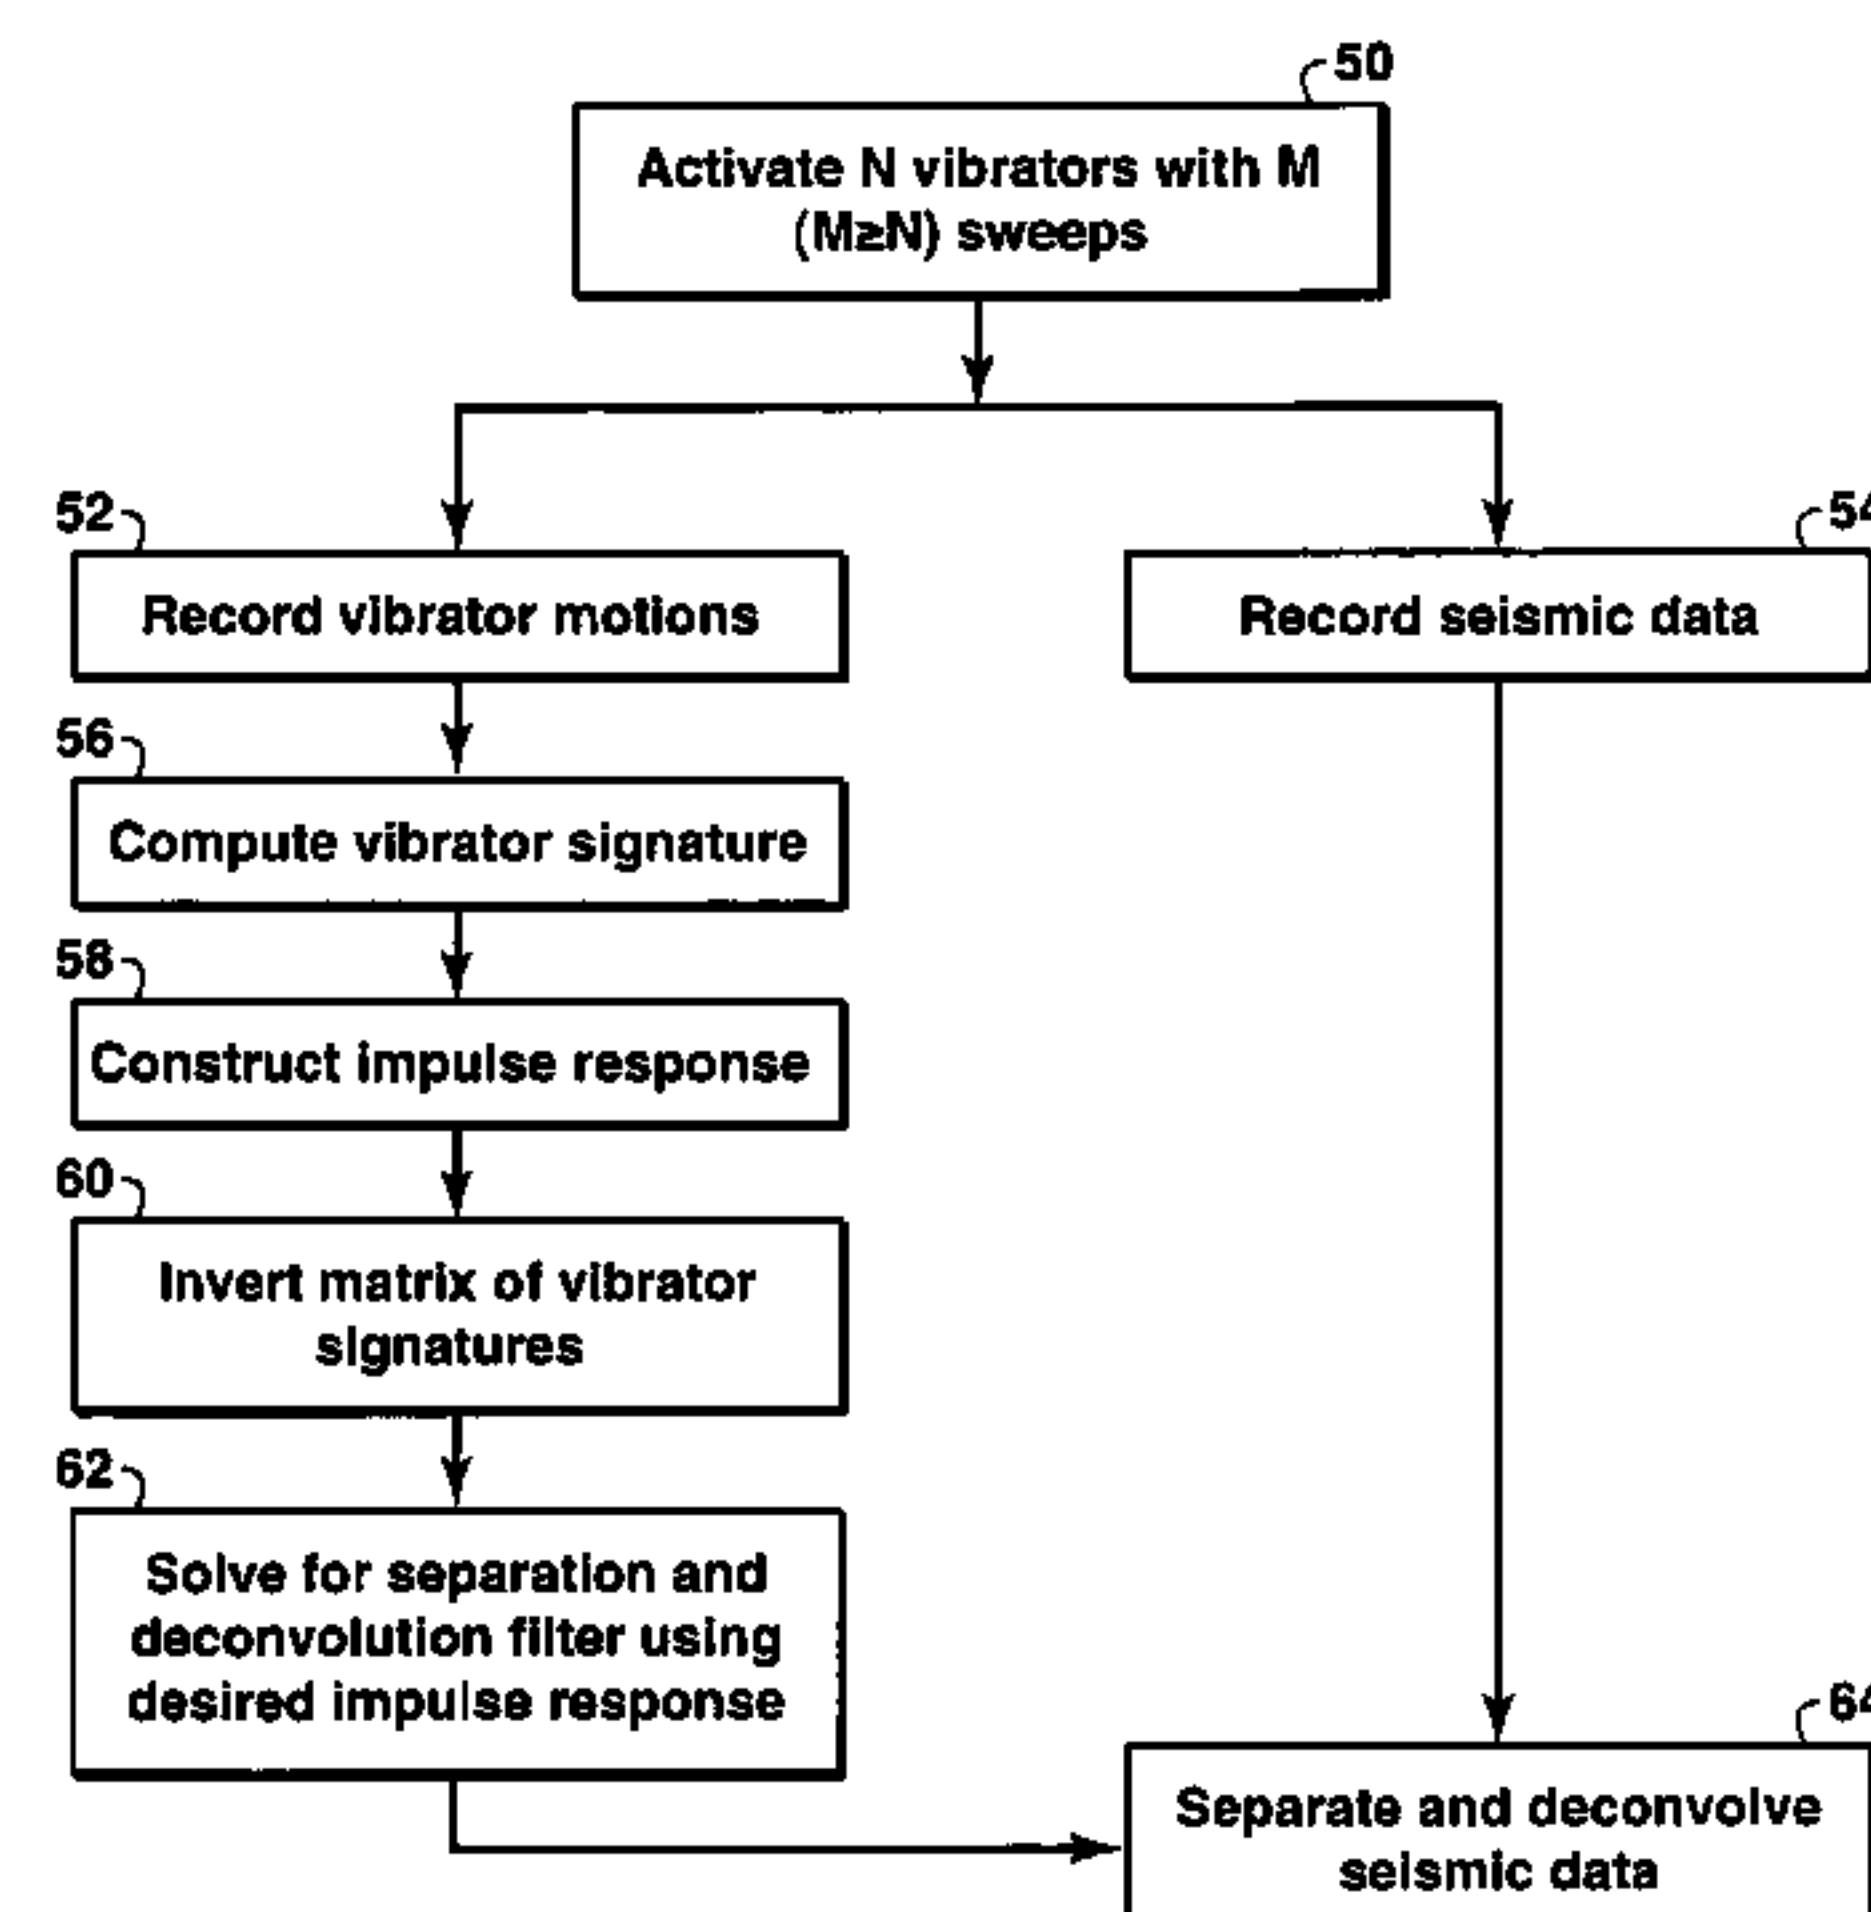 50
Activate N vibrators with M
(M≥N) sweeps
52
Record vibrator motions
54
Record seismic data
56
Compute vibrator signature
58
Construct impulse response
60
Invert matrix of vibrator
signatures
62
Solve for separation and
deconvolution filter using
desired impulse response
64
Separate and deconvolve
seismic data